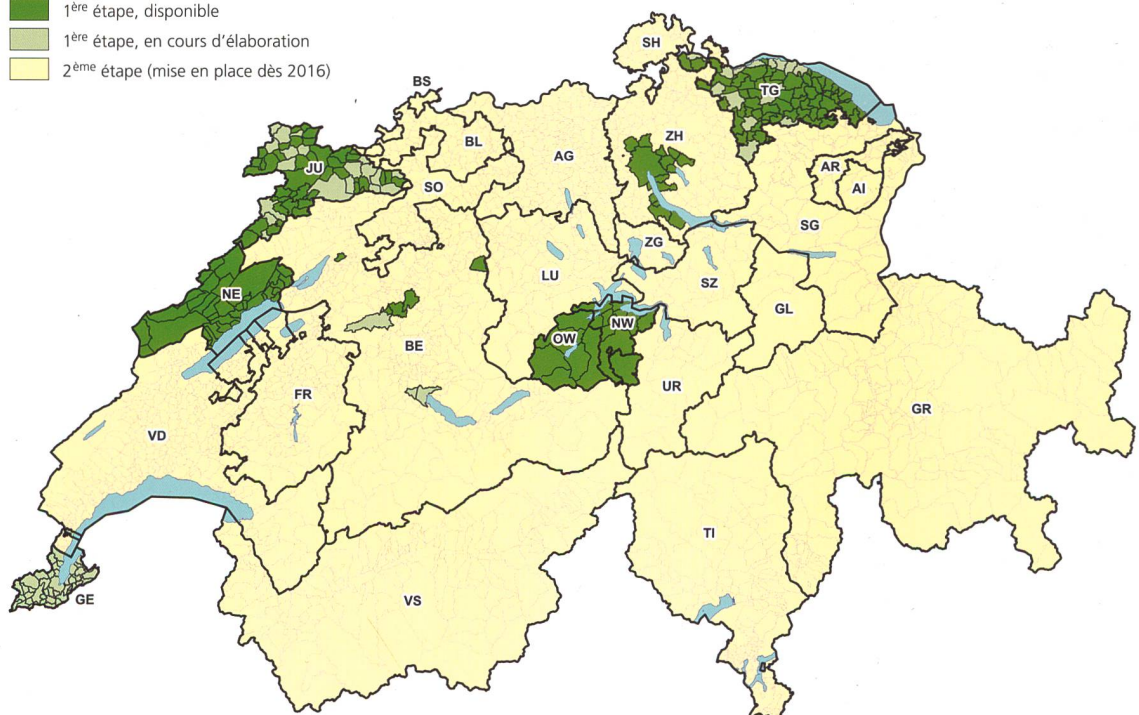 1ère étape, disponible
1ère étape, en cours d'élaboration
2ème étape (mise en place dès 2016)
SH
BS
TG
BL
ZH
AG
JU
AR
SO
AI
SG
ZG
LU
SZ
NE
GL
NW
OW
BE
UR
FR
GR
VD
TI
GE
VS